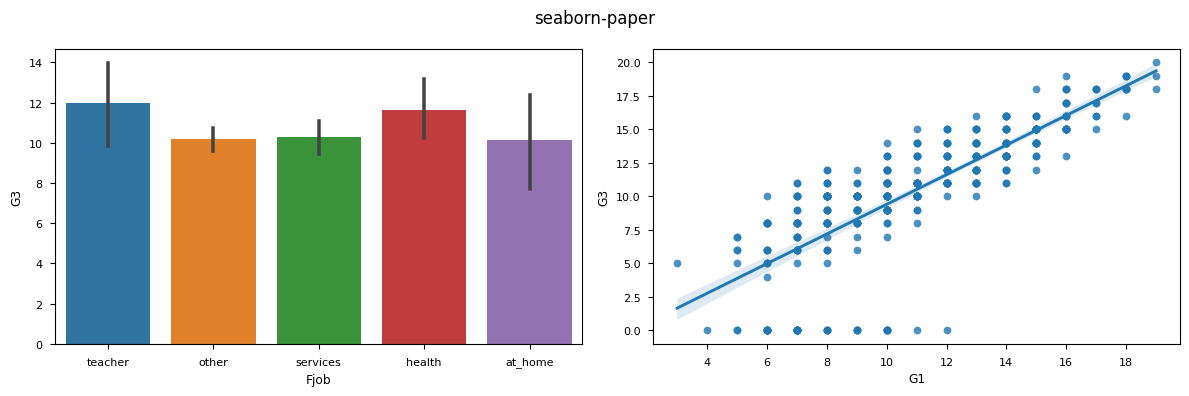 seaborn-paper
14
12
10
8
6
4
2
0
G3
teacher other services health at_home
Fjob
20.0
17.5
15.0
12.5
10.0
7.5
5.0
2.5
0.0
G3
4 6 8 10 12 14 16 18
G1